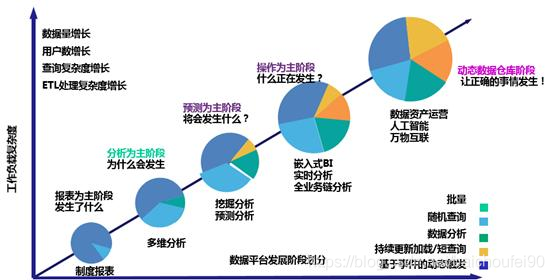 数据量增长
用户数增长
查询复杂度增长
ETL处理复杂度增长
工作负载复杂度
报表为主阶段
发生了什么
制度报表
分析为主阶段
为什么会发生
多维分析
预测为主阶段
将会发生什么？
挖掘分析
预测分析
操作为主阶段
什么正在发生？
嵌入式BI
实时分析
全业务链分析
动态数据仓库阶段
让正确的事情发生！
数据资产运营
人工智能
万物互联
批量
随机查询
数据分析
持续更新加载/短查询
基于事件的自动触发
数据平台发展阶段划分